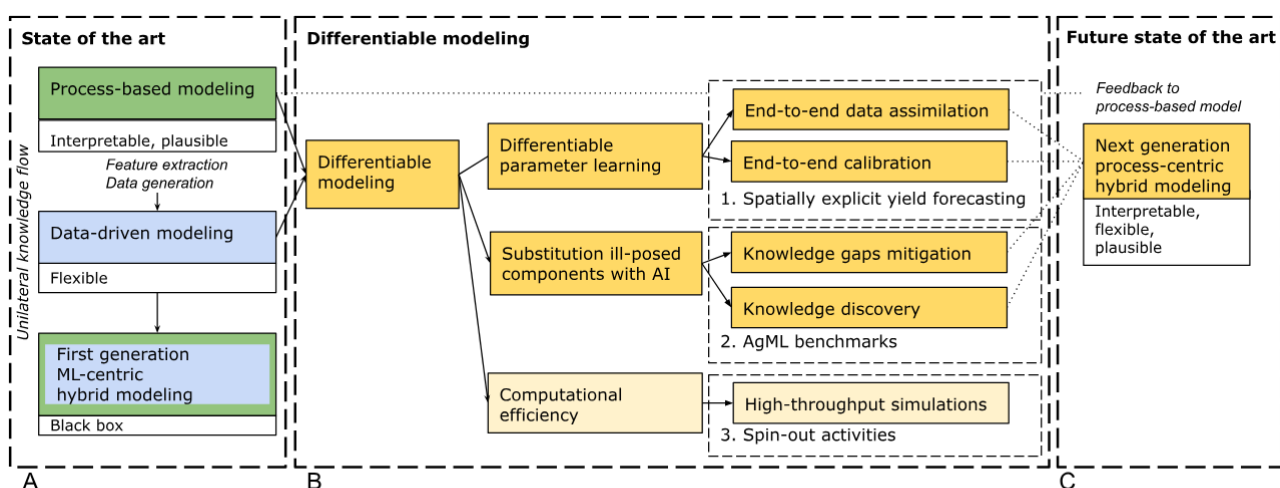 State of the art
Process-based modeling
Interpretable, plausible
Feature extraction
Data generation
Unilateral knowledge flow
Data-driven modeling
Flexible
First generation
ML-centric
hybrid modeling
Black box
A
Differentiable modeling
Differentiable
modeling
Differentiable
parameter learning
End-to-end data assimilation
End-to-end calibration
1. Spatially explicit yield forecasting
Substitution ill-posed
components with AI
Knowledge gaps mitigation
Knowledge discovery
2. AgML benchmarks
Computational
efficiency
High-throughput simulations
3. Spin-out activities
B
Future state of the art
Feedback to
process-based model
Next generation
process-centric
hybrid modeling
Interpretable,
flexible,
plausible
C